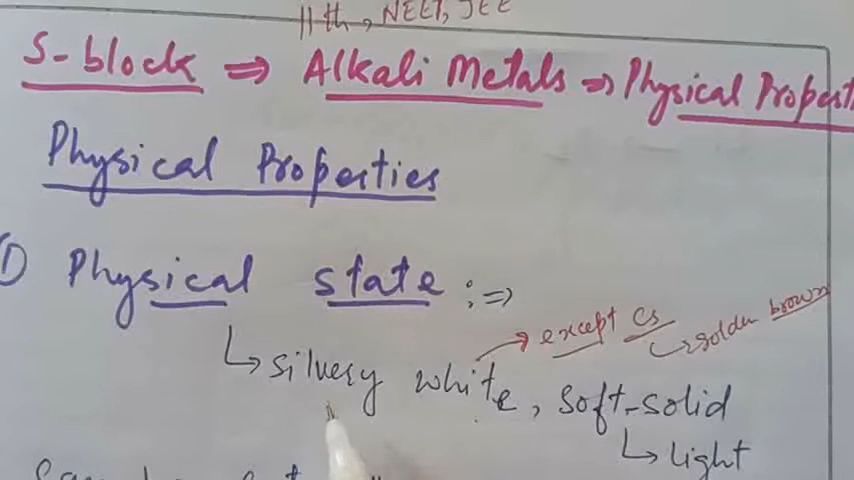 11th, NEET, JEE
S-block ⇒ Alkali Metals ⇒ Physical Propert
Physical Properties
1) Physical state :⇒
except Cs
golden brown
↳ silvery white, soft-solid
↳ light